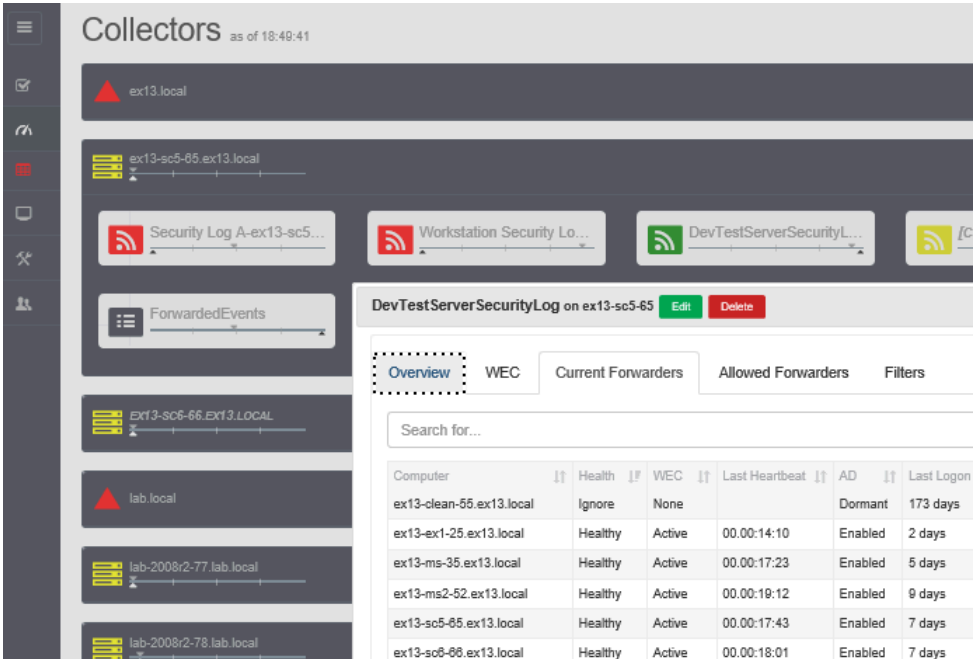 Collectors as of 18:49:41
ex13.local
ex13-sc5-65.ex13.local
Security Log A-ex13-sc5...
Workstation Security Lo...
DevTestServerSecurityL...
[C
ForwardedEvents
DevTestServerSecurityLog on ex13-sc5-65 Edit Delete
Overview WEC Current Forwarders Allowed Forwarders Filters
EX13-SC6-66.EX13.LOCAL
Search for...
Computer Health WEC Last Heartbeat AD Last Logon
lab.local
ex13-clean-55.ex13.local Ignore None Dormant 173 days
ex13-ex1-25.ex13.local Healthy Active 00.00:14:10 Enabled 2 days
ex13-ms-35.ex13.local Healthy Active 00.00:17:23 Enabled 5 days
lab-2008r2-77.lab.local
ex13-ms2-52.ex13.local Healthy Active 00.00:19:12 Enabled 9 days
ex13-sc5-65.ex13.local Healthy Active 00.00:17:43 Enabled 7 days
lab-2008r2-78.lab.local
ex13-sc6-66.ex13.local Healthy Active 00.00:18:01 Enabled 7 days